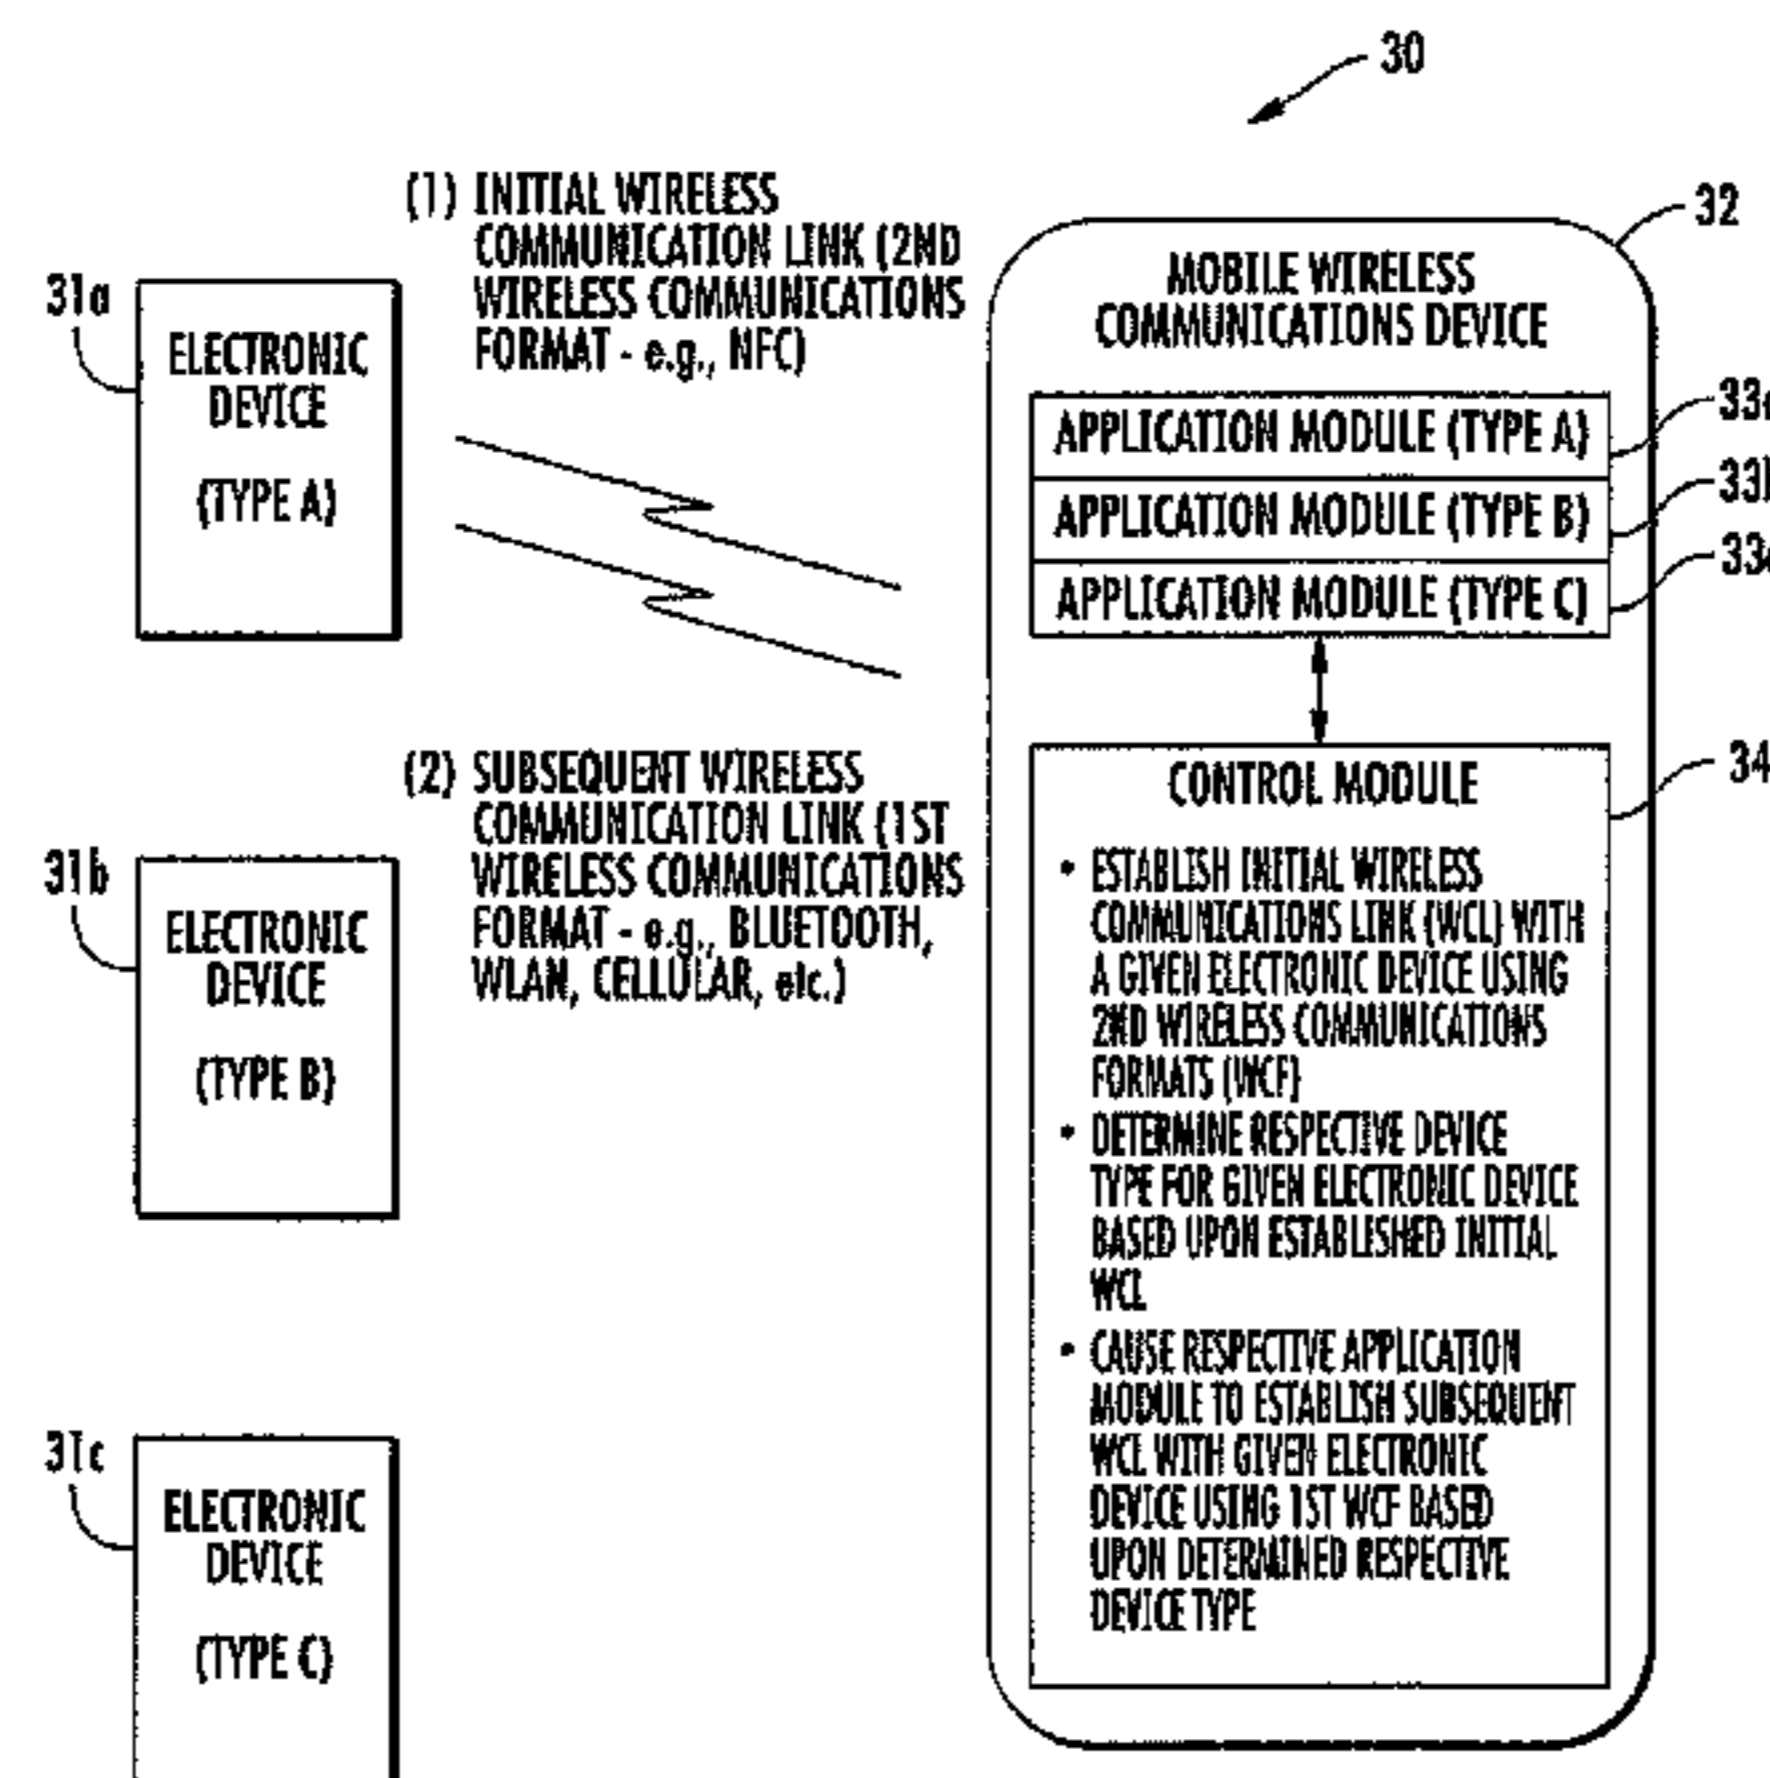 30
(1) INITIAL WIRELESS
COMMUNICATION LINK (2ND
WIRELESS COMMUNICATIONS
FORMAT - e.g., NFC)
31a
ELECTRONIC
DEVICE
(TYPE A)
32
MOBILE WIRELESS
COMMUNICATIONS DEVICE
APPLICATION MODULE (TYPE A)
APPLICATION MODULE (TYPE B)
APPLICATION MODULE (TYPE C)
(2) SUBSEQUENT WIRELESS
COMMUNICATION LINK (1ST
WIRELESS COMMUNICATIONS
FORMAT - e.g., BLUETOOTH,
WLAN, CELLULAR, etc.)
31b
ELECTRONIC
DEVICE
(TYPE B)
31c
ELECTRONIC
DEVICE
(TYPE C)
34
CONTROL MODULE
• ESTABLISH INITIAL WIRELESS
COMMUNICATIONS LINK (WCL) WITH
A GIVEN ELECTRONIC DEVICE USING
2ND WIRELESS COMMUNICATIONS
FORMATS (WCF)
• DETERMINE RESPECTIVE DEVICE
TYPE FOR GIVEN ELECTRONIC DEVICE
BASED UPON ESTABLISHED INITIAL
WCL
• CAUSE RESPECTIVE APPLICATION
MODULE TO ESTABLISH SUBSEQUENT
WCL WITH GIVEN ELECTRONIC
DEVICE USING 1ST WCF BASED
UPON DETERMINED RESPECTIVE
DEVICE TYPE